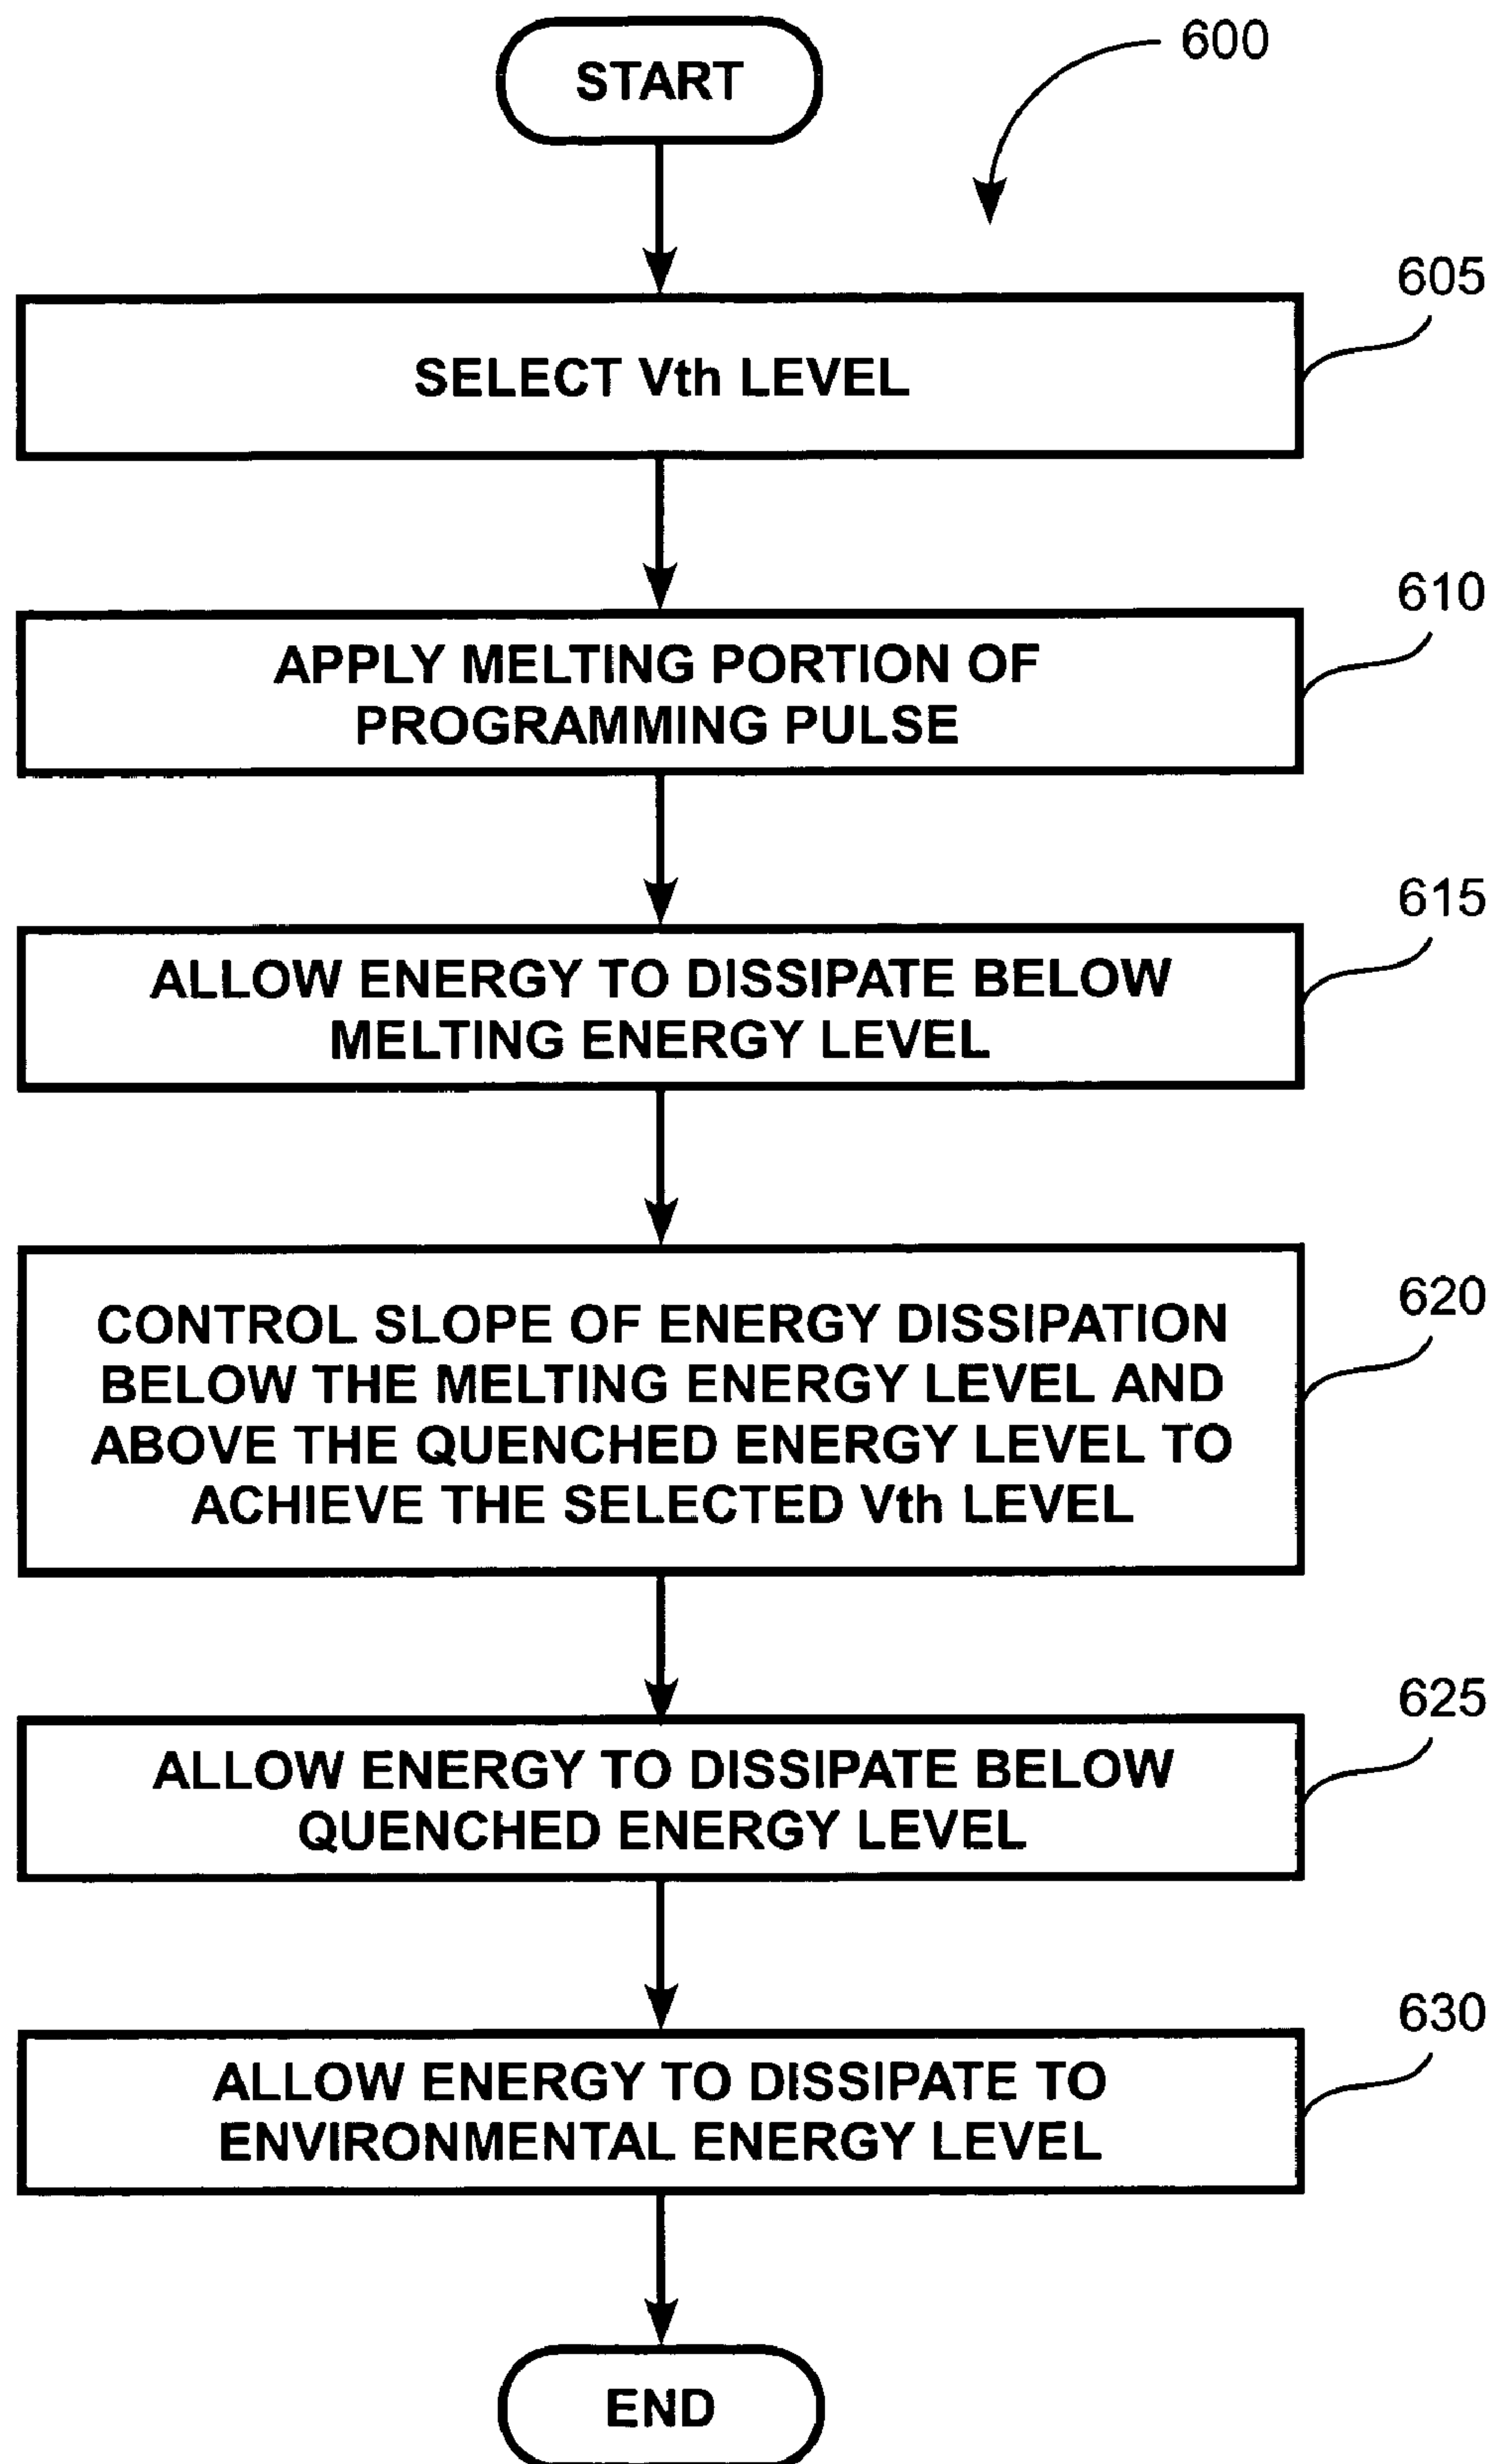 START
600
605
SELECT Vth LEVEL
610
APPLY MELTING PORTION OF
PROGRAMMING PULSE
615
ALLOW ENERGY TO DISSIPATE BELOW
MELTING ENERGY LEVEL
620
CONTROL SLOPE OF ENERGY DISSIPATION
BELOW THE MELTING ENERGY LEVEL AND
ABOVE THE QUENCHED ENERGY LEVEL TO
ACHIEVE THE SELECTED Vth LEVEL
625
ALLOW ENERGY TO DISSIPATE BELOW
QUENCHED ENERGY LEVEL
630
ALLOW ENERGY TO DISSIPATE TO
ENVIRONMENTAL ENERGY LEVEL
END